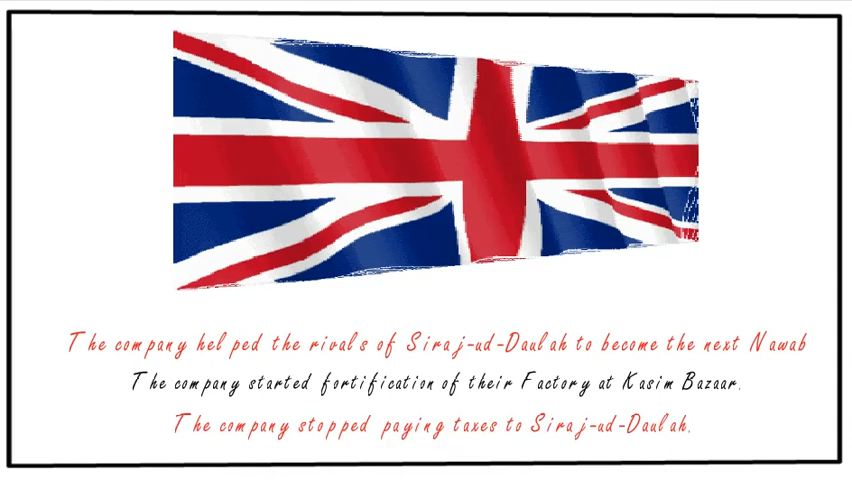 The company helped the rivals of Siraj-ud-Daulah to become the next Nawab
The company started fortification of their Factory at Kasim Bazaar.
The company stopped paying taxes to Siraj-ud-Daulah.